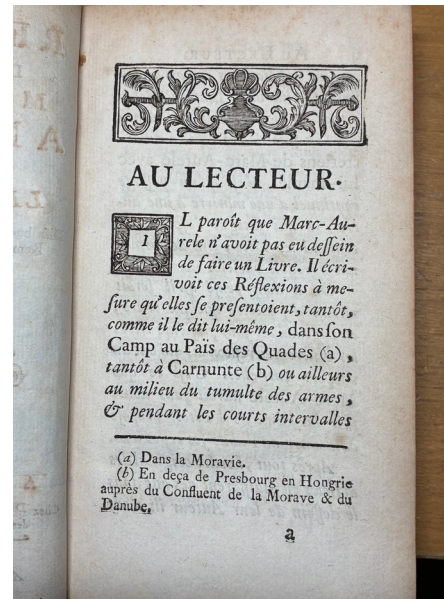 AU LECTEUR.
IL paroît que Marc-Au-
rele n'avoit pas eu deſſein
de faire un Livre. Il écri-
voit ces Réflexions à me-
ſure qu'elles ſe preſentoient, tantôt,
comme il le dit lui-même, dans ſon
Camp au Païs des Quades (a),
tantôt à Carnunte (b) ou ailleurs
au milieu du tumulte des armes,
& pendant les courts intervalles
(a) Dans la Moravie.
(b) En deça de Presbourg en Hongrie
auprès du Confluent de la Morave & du
Danube.
a